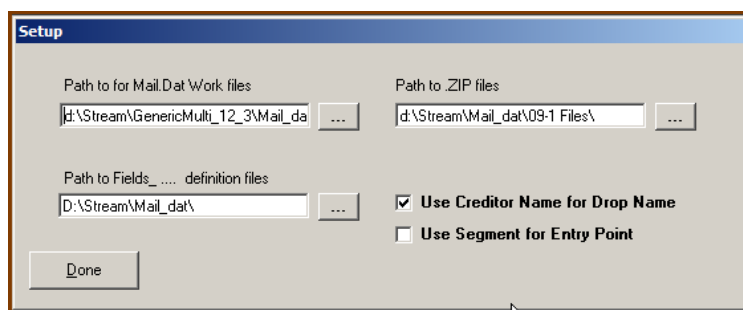 Setup
Path to for Mail.Dat Work files
Path to .ZIP files
d:\Stream\GenericMulti_12_3\Mail_da
...
d:\Stream\Mail_dat\09-1 Files\
...
Path to Fields_ .... definition files
D:\Stream\Mail_dat\
...
Use Creditor Name for Drop Name
Use Segment for Entry Point
Done